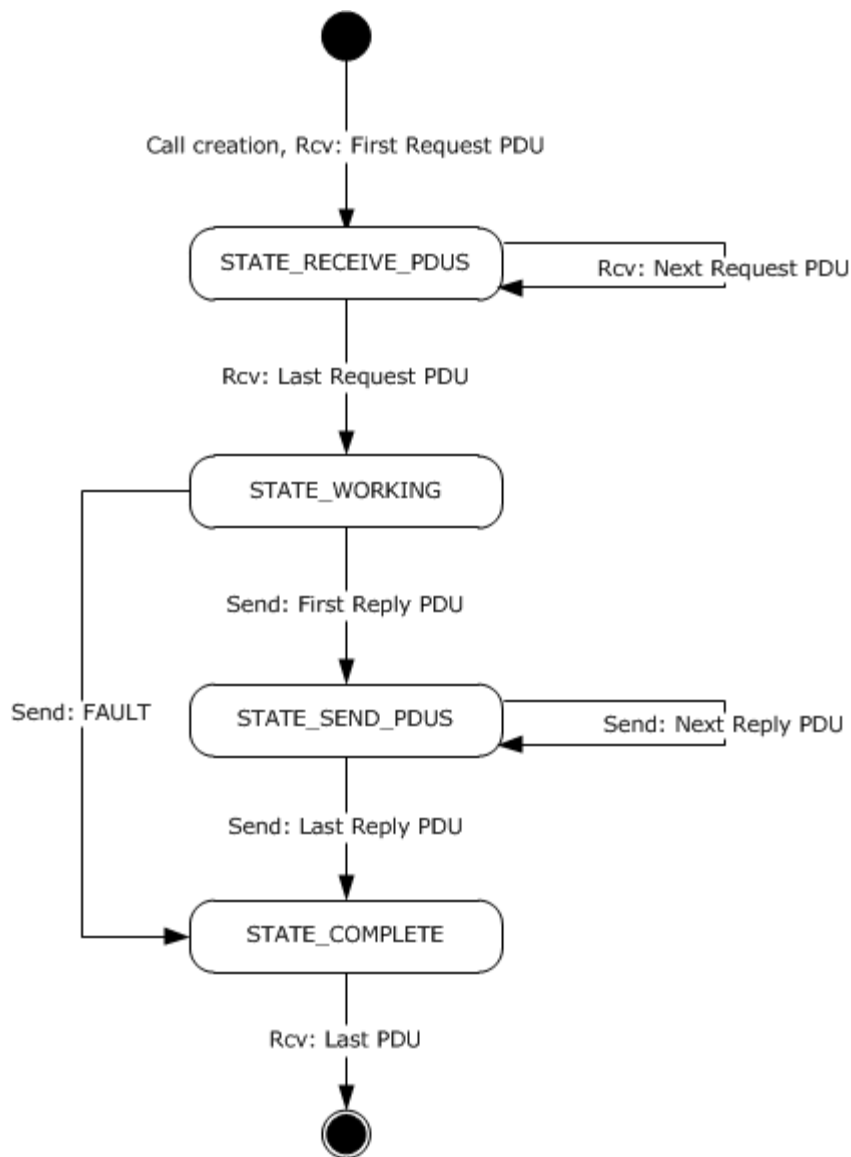 Call creation, Rcv: First Request PDU
STATE_RECEIVE_PDUS
Rcv: Next Request PDU
Rcv: Last Request PDU
STATE_WORKING
Send: First Reply PDU
Send: FAULT
STATE_SEND_PDUS
Send: Next Reply PDU
Send: Last Reply PDU
STATE_COMPLETE
Rcv: Last PDU